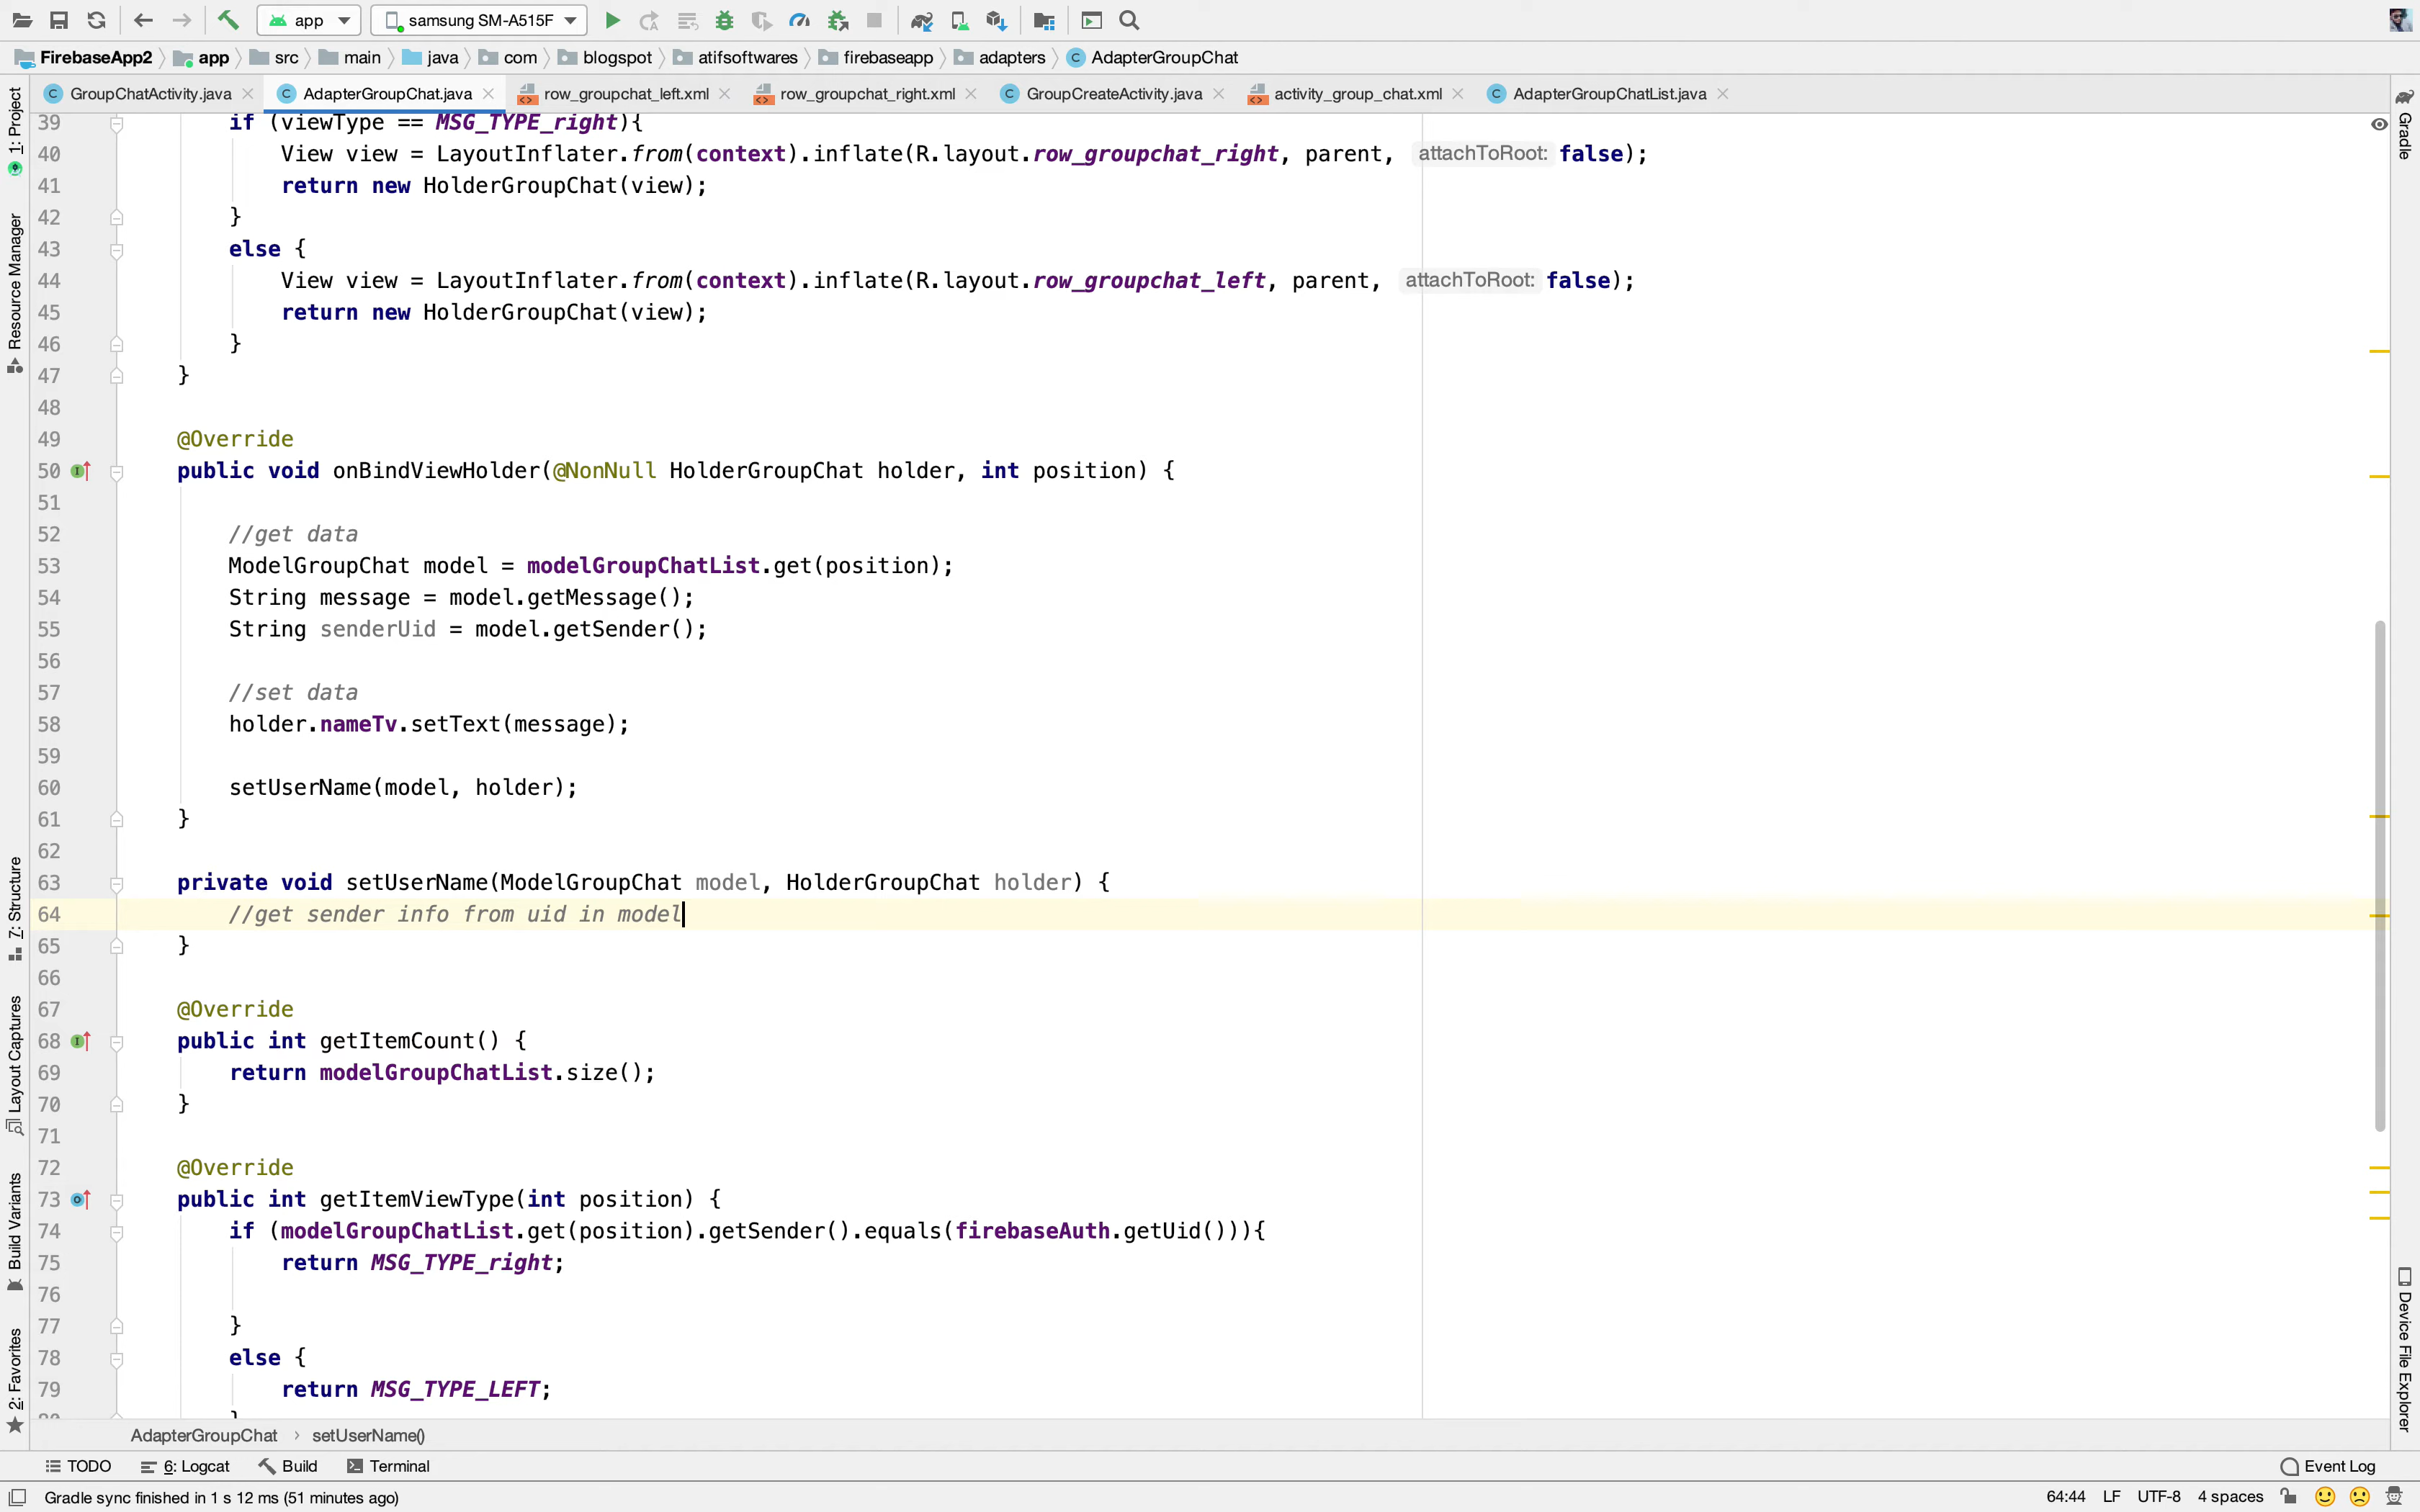 app
samsung SM-A515F
FirebaseApp2
app
src
main
java
com
blogspot
atifsoftwares
firebaseapp
adapters
AdapterGroupChat
GroupChatActivity.java
AdapterGroupChat.java
row_groupchat_left.xml
row_groupchat_right.xml
GroupCreateActivity.java
activity_group_chat.xml
AdapterGroupChatList.java
1: Project
Resource Manager
7: Structure
Layout Captures
Build Variants
2: Favorites
39 if (viewType == MSG_TYPE_right){
40 View view = LayoutInflater.from(context).inflate(R.layout.row_groupchat_right, parent, attachToRoot: false);
41 return new HolderGroupChat(view);
42 }
43 else {
44 View view = LayoutInflater.from(context).inflate(R.layout.row_groupchat_left, parent, attachToRoot: false);
45 return new HolderGroupChat(view);
46 }
47 }
48
49 @Override
50 public void onBindViewHolder(@NonNull HolderGroupChat holder, int position) {
51
52 //get data
53 ModelGroupChat model = modelGroupChatList.get(position);
54 String message = model.getMessage();
55 String senderUid = model.getSender();
56
57 //set data
58 holder.nameTv.setText(message);
59
60 setUserName(model, holder);
61 }
62
63 private void setUserName(ModelGroupChat model, HolderGroupChat holder) {
64 //get sender info from uid in model
65 }
66
67 @Override
68 public int getItemCount() {
69 return modelGroupChatList.size();
70 }
71
72 @Override
73 public int getItemViewType(int position) {
74 if (modelGroupChatList.get(position).getSender().equals(firebaseAuth.getUid())){
75 return MSG_TYPE_right;
76
77 }
78 else {
79 return MSG_TYPE_LEFT;
80 }
Gradle
Device File Explorer
AdapterGroupChat › setUserName()
TODO
6: Logcat
Build
Terminal
Event Log
Gradle sync finished in 1 s 12 ms (51 minutes ago)
64:44 LF UTF-8 4 spaces